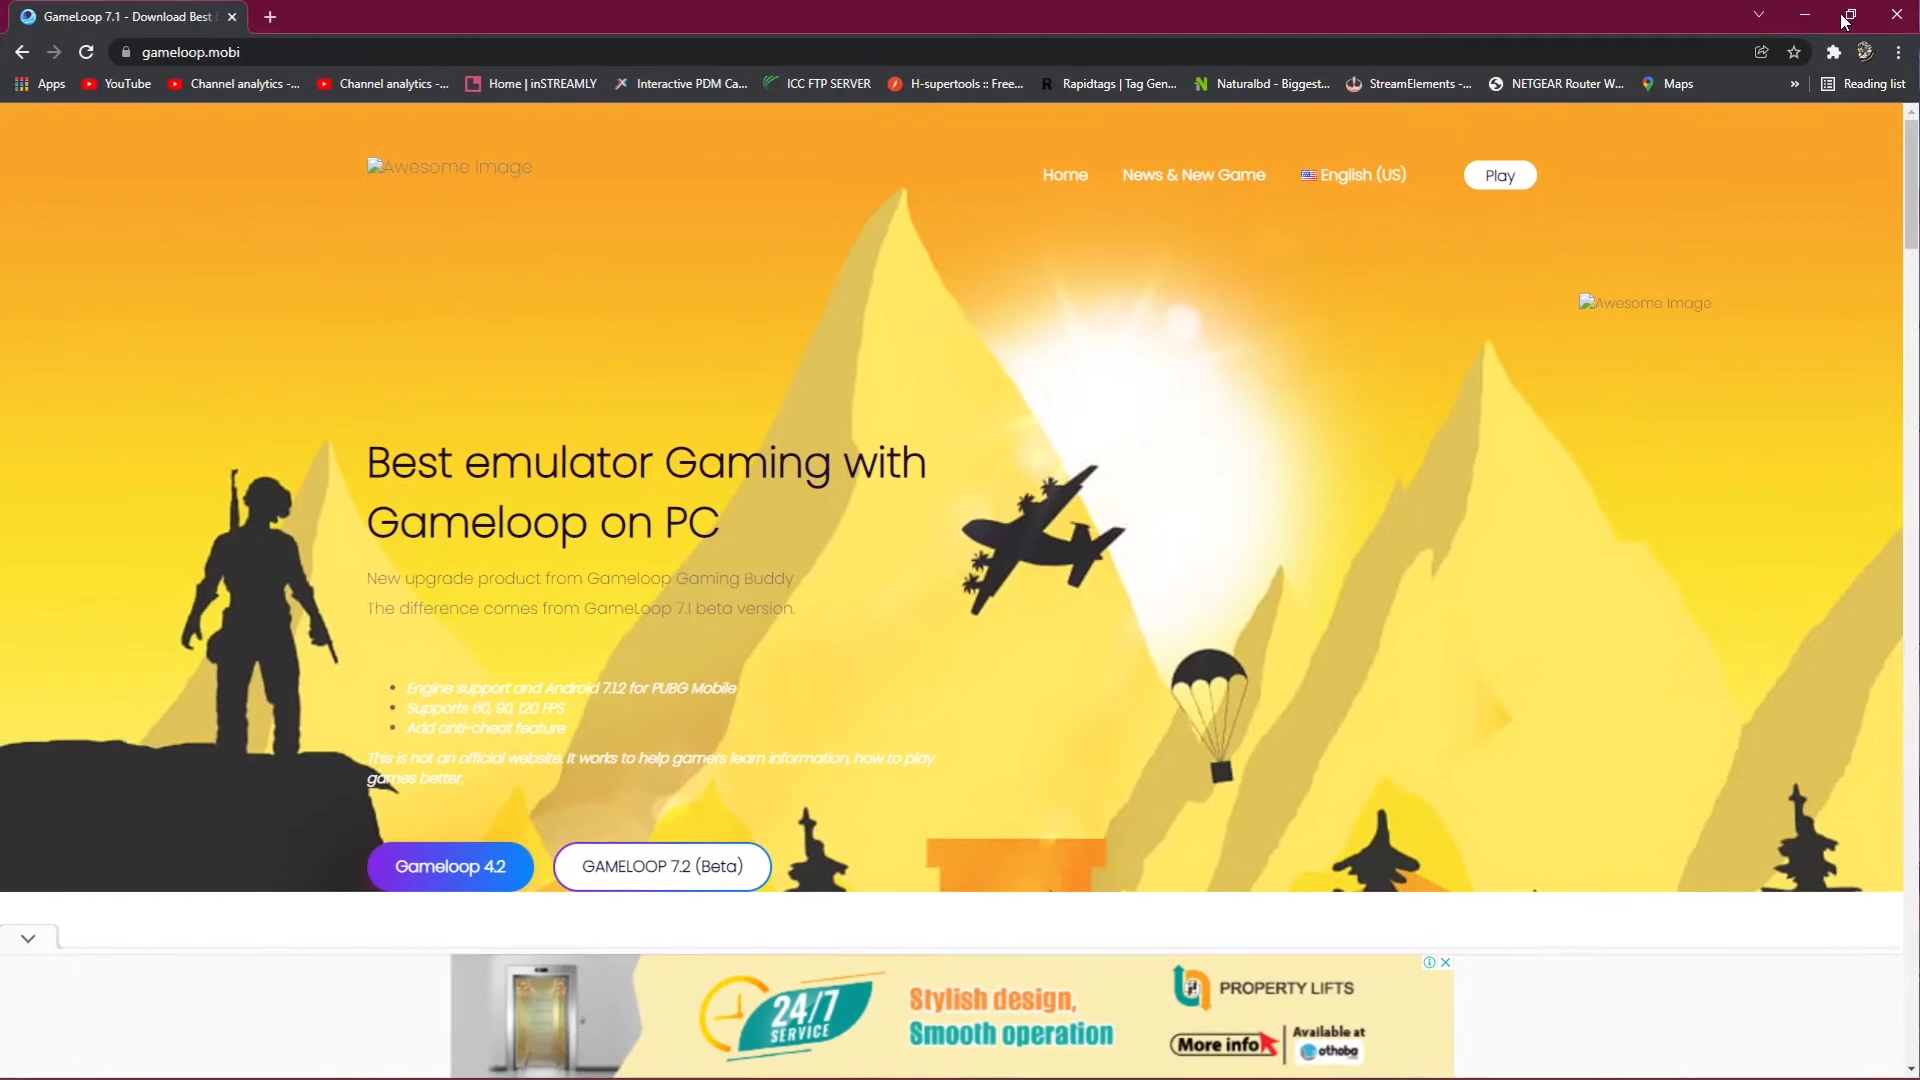 GameLoop 7.1 - Download Best
gameloop.mobi
Apps
YouTube
Channel analytics -...
Channel analytics -...
Home | inSTREAMLY
Interactive PDM Ca...
ICC FTP SERVER
H-supertools :: Free...
Rapidtags | Tag Gen...
Naturalbd - Biggest...
StreamElements -...
NETGEAR Router W...
Maps
»
Reading list
Awesome Image
Home
News & New Game
English (US)
Play
Awesome Image
Best emulator Gaming with
Gameloop on PC
New upgrade product from Gameloop Gaming Buddy
The difference comes from GameLoop 7.1 beta version.
• Engine support and Android 7.1.2 for PUBG Mobile
• Supports 60, 90, 120 FPS
• Add anti-cheat feature
This is not an official website. It works to help gamers learn information, how to play
games better.
Gameloop 4.2
GAMELOOP 7.2 (Beta)
24/7
SERVICE
Stylish design,
Smooth operation
PROPERTY LIFTS
More info
Available at
othoba